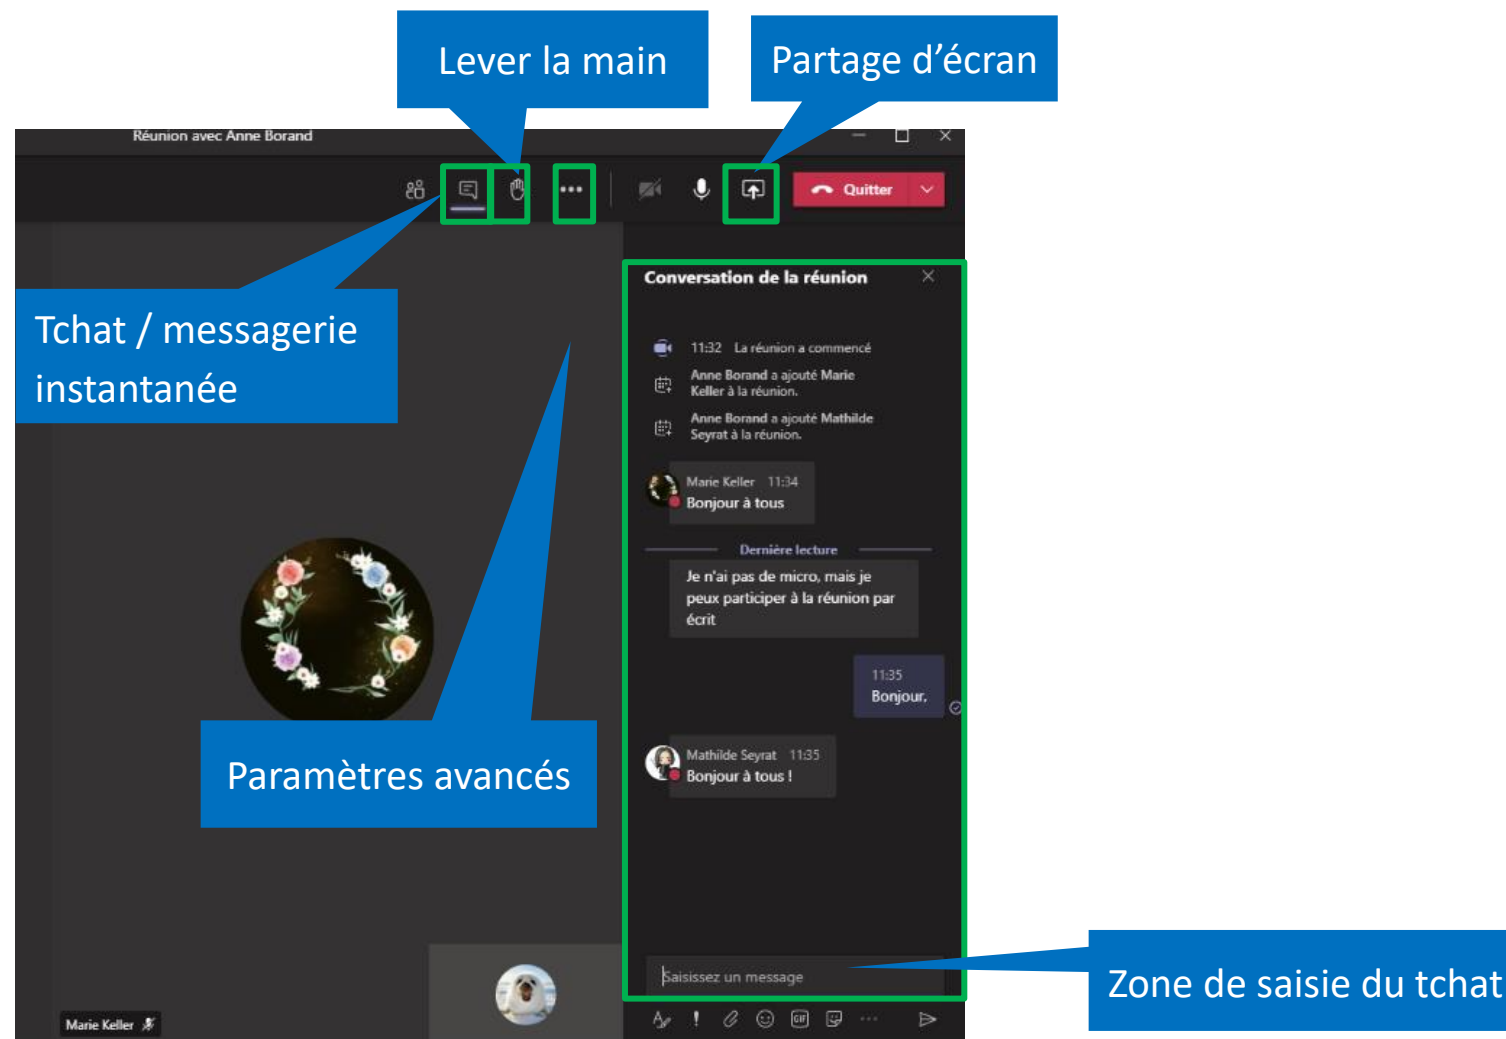 Lever la main
Partage d’écran
Réunion avec Anne Borand
Quitter
Tchat / messagerie
instantanée
Conversation de la réunion
11:32 La réunion a commencé
Anne Borand a ajouté Marie
Keller à la réunion.
Anne Borand a ajouté Mathilde
Seyrat à la réunion.
Marie Keller 11:34
Bonjour à tous
Dernière lecture
Je n'ai pas de micro, mais je
peux participer à la réunion par
écrit
11:35
Bonjour.
Mathilde Seyrat 11:35
Bonjour à tous !
Paramètres avancés
Saisissez un message
Zone de saisie du tchat
GIF
Marie Keller